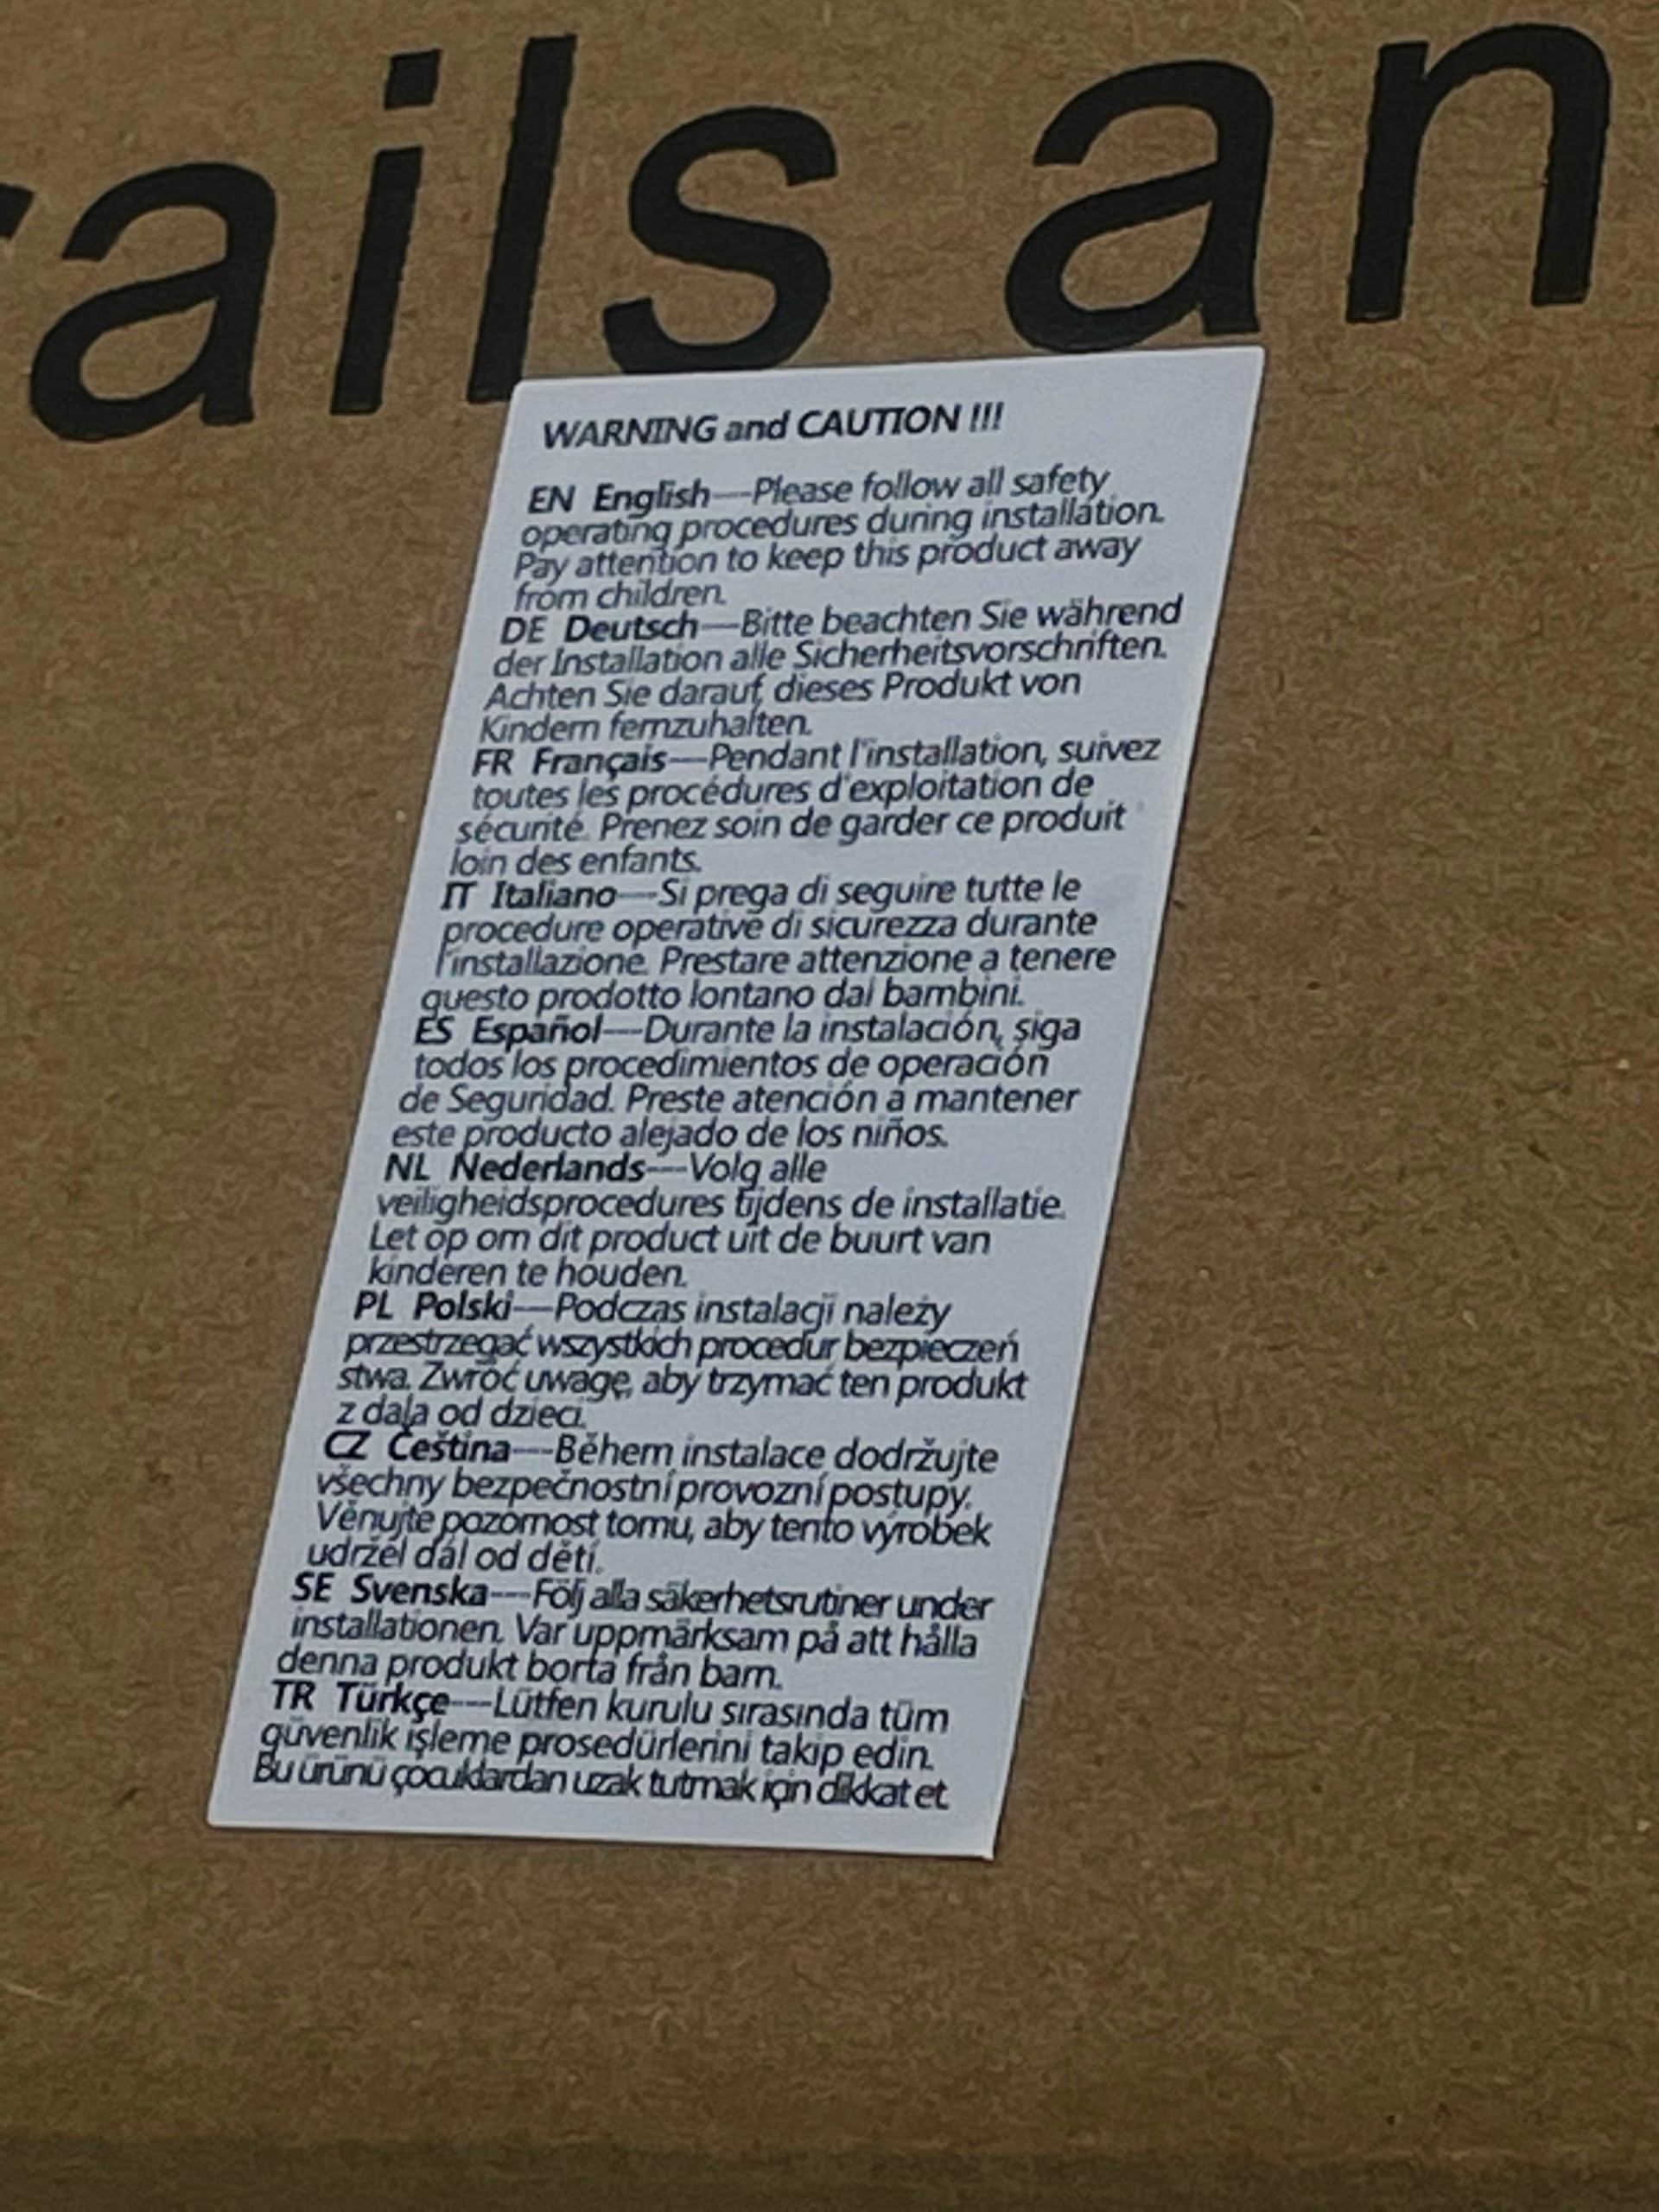 ails an
WARNING and CAUTION !!!
EN English----Please follow all safety
operating procedures during installation.
Pay attention to keep this product away
from children.
DE Deutsch----Bitte beachten Sie während
der Installation alle Sicherheitsvorschriften.
Achten Sie darauf, dieses Produkt von
Kindern fernzuhalten.
FR Français----Pendant l'installation, suivez
toutes les procédures d'exploitation de
sécurité. Prenez soin de garder ce produit
loin des enfants.
IT Italiano----Si prega di seguire tutte le
procedure operative di sicurezza durante
l'installazione. Prestare attenzione a tenere
questo prodotto lontano dai bambini.
ES Español----Durante la instalación, siga
todos los procedimientos de operación
de Seguridad. Preste atención a mantener
este producto alejado de los niños.
NL Nederlands----Volg alle
veiligheidsprocedures tijdens de installatie.
Let op om dit product uit de buurt van
kinderen te houden.
PL Polski----Podczas instalacji należy
przestrzegać wszystkich procedur bezpieczeń
stwa. Zwróć uwagę, aby trzymać ten produkt
z dala od dzieci.
CZ Čeština----Během instalace dodržujte
všechny bezpečnostní provozní postupy.
Věnujte pozornost tomu, aby tento výrobek
udržel dál od dětí.
SE Svenska----Följ alla säkerhetsrutiner under
installationen. Var uppmärksam på att hålla
denna produkt borta från barn.
TR Türkçe----Lütfen kurulu sırasında tüm
güvenlik işleme prosedürlerini takip edin.
Bu ürünü çocuklardan uzak tutmak için dikkat et.